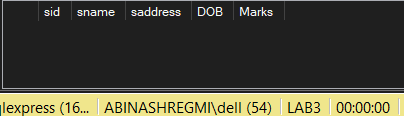 sid sname saddress DOB Marks
lexpress (16... ABINASHREGMI\dell (54) LAB3 00:00:00